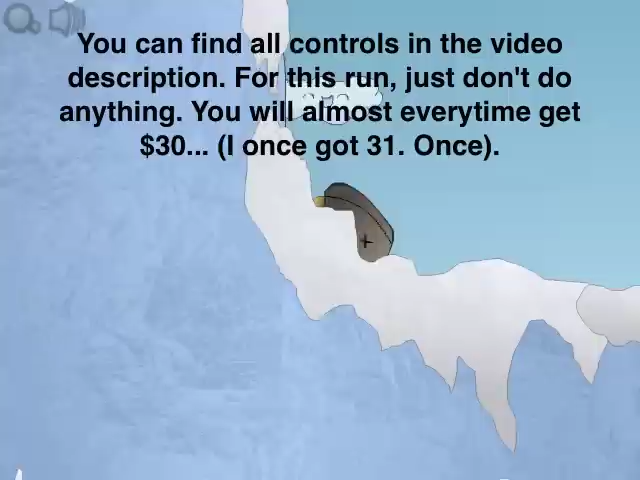 You can find all controls in the video
description. For this run, just don't do
anything. You will almost everytime get
$30... (I once got 31. Once).